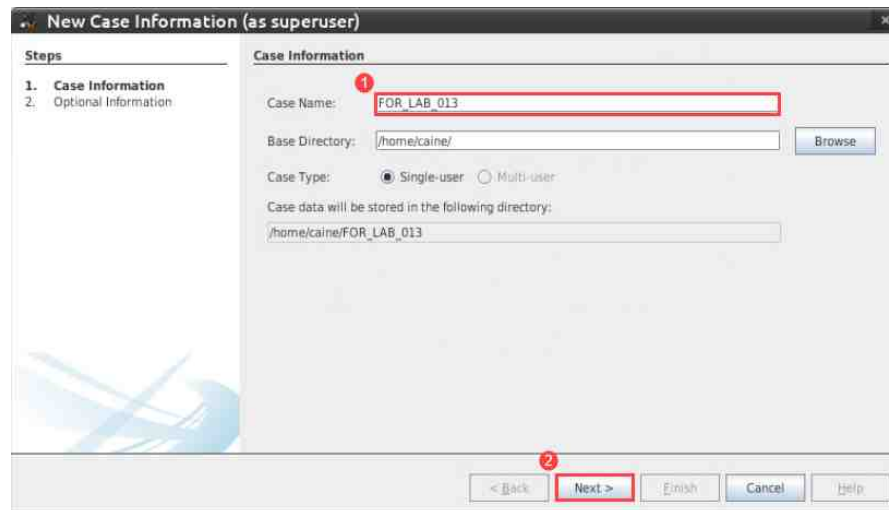 New Case Information (as superuser)
Steps
1. Case Information
2. Optional Information
Case Information
1
Case Name: FOR_LAB_013
Base Directory: /home/caine/ Browse
Case Type: Single-user Multi-user
Case data will be stored in the following directory:
/home/caine/FOR_LAB_013
2
< Back Next > Finish Cancel Help